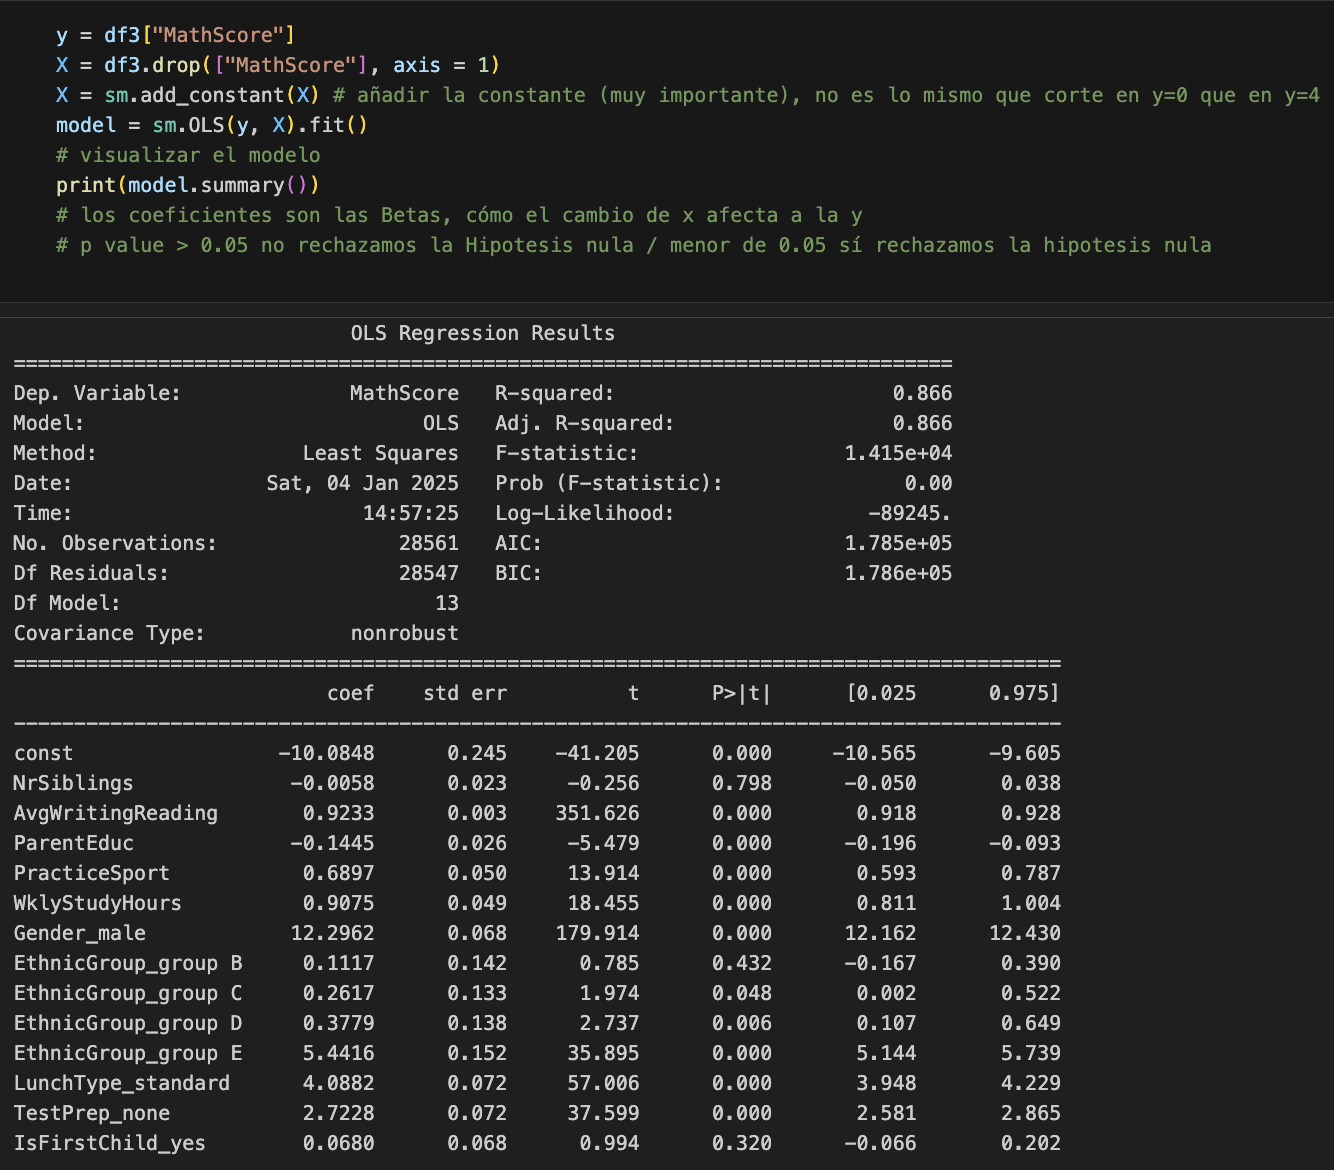 y = df3["MathScore"]
X = df3.drop(["MathScore"], axis = 1)
X = sm.add_constant(X) # añadir la constante (muy importante), no es lo mismo que corte en y=0 que en y=4
model = sm.OLS(y, X).fit()
# visualizar el modelo
print(model.summary())
# los coeficientes son las Betas, cómo el cambio de x afecta a la y
# p value > 0.05 no rechazamos la Hipotesis nula / menor de 0.05 sí rechazamos la hipotesis nula
OLS Regression Results
==============================================================================
Dep. Variable: MathScore R-squared: 0.866
Model: OLS Adj. R-squared: 0.866
Method: Least Squares F-statistic: 1.415e+04
Date: Sat, 04 Jan 2025 Prob (F-statistic): 0.00
Time: 14:57:25 Log-Likelihood: -89245.
No. Observations: 28561 AIC: 1.785e+05
Df Residuals: 28547 BIC: 1.786e+05
Df Model: 13
Covariance Type: nonrobust
=======================================================================================
coef std err t P>|t| [0.025 0.975]
---------------------------------------------------------------------------------------
const -10.0848 0.245 -41.205 0.000 -10.565 -9.605
NrSiblings -0.0058 0.023 -0.256 0.798 -0.050 0.038
AvgWritingReading 0.9233 0.003 351.626 0.000 0.918 0.928
ParentEduc -0.1445 0.026 -5.479 0.000 -0.196 -0.093
PracticeSport 0.6897 0.050 13.914 0.000 0.593 0.787
WklyStudyHours 0.9075 0.049 18.455 0.000 0.811 1.004
Gender_male 12.2962 0.068 179.914 0.000 12.162 12.430
EthnicGroup_group B 0.1117 0.142 0.785 0.432 -0.167 0.390
EthnicGroup_group C 0.2617 0.133 1.974 0.048 0.002 0.522
EthnicGroup_group D 0.3779 0.138 2.737 0.006 0.107 0.649
EthnicGroup_group E 5.4416 0.152 35.895 0.000 5.144 5.739
LunchType_standard 4.0882 0.072 57.006 0.000 3.948 4.229
TestPrep_none 2.7228 0.072 37.599 0.000 2.581 2.865
IsFirstChild_yes 0.0680 0.068 0.994 0.320 -0.066 0.202